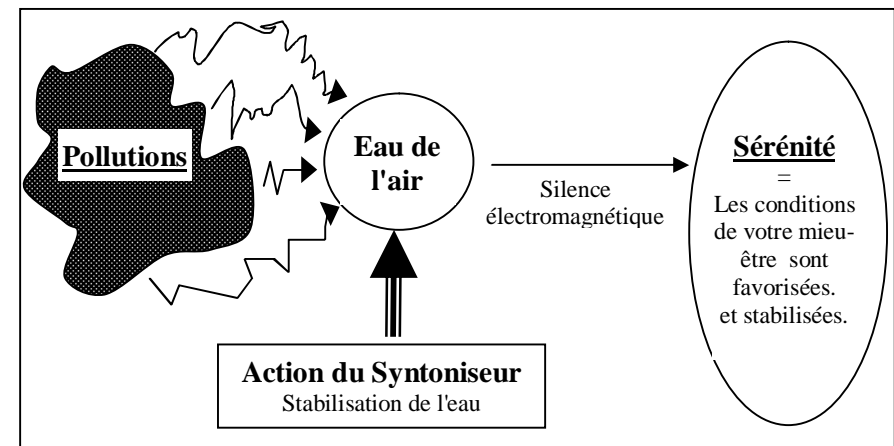 Pollutions
Eau de
l'air
Silence
électromagnétique
Sérénité
=
Les conditions
de votre mieu-
être sont
favorisées.
et stabilisées.
Action du Syntoniseur
Stabilisation de l'eau